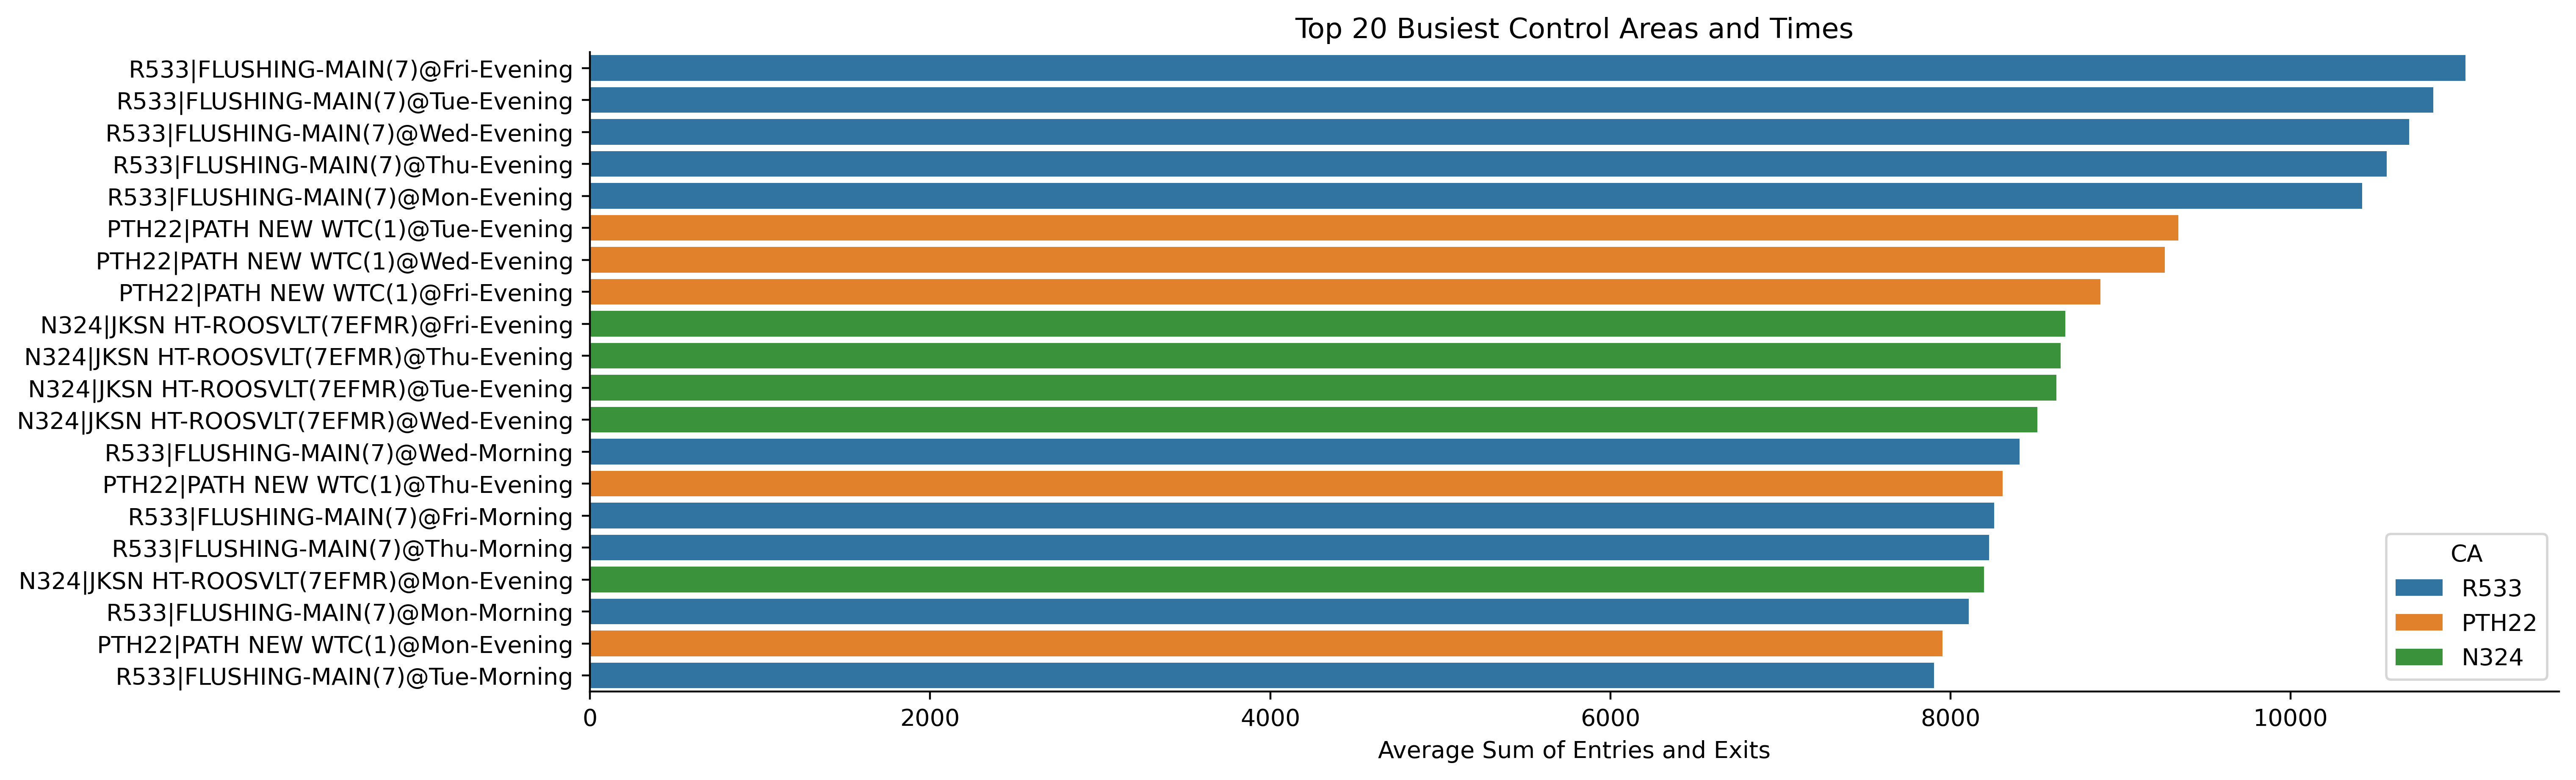 Top 20 Busiest Control Areas and Times
R533|FLUSHING-MAIN(7)@Fri-Evening
R533|FLUSHING-MAIN(7)@Tue-Evening
R533|FLUSHING-MAIN(7)@Wed-Evening
R533|FLUSHING-MAIN(7)@Thu-Evening
R533|FLUSHING-MAIN(7)@Mon-Evening
PTH22|PATH NEW WTC(1)@Tue-Evening
PTH22|PATH NEW WTC(1)@Wed-Evening
PTH22|PATH NEW WTC(1)@Fri-Evening
N324|JKSN HT-ROOSVLT(7EFMR)@Fri-Evening
N324|JKSN HT-ROOSVLT(7EFMR)@Thu-Evening
N324|JKSN HT-ROOSVLT(7EFMR)@Tue-Evening
N324|JKSN HT-ROOSVLT(7EFMR)@Wed-Evening
R533|FLUSHING-MAIN(7)@Wed-Morning
PTH22|PATH NEW WTC(1)@Thu-Evening
R533|FLUSHING-MAIN(7)@Fri-Morning
R533|FLUSHING-MAIN(7)@Thu-Morning
N324|JKSN HT-ROOSVLT(7EFMR)@Mon-Evening
R533|FLUSHING-MAIN(7)@Mon-Morning
PTH22|PATH NEW WTC(1)@Mon-Evening
R533|FLUSHING-MAIN(7)@Tue-Morning
CA
R533
PTH22
N324
0 2000 4000 6000 8000 10000
Average Sum of Entries and Exits